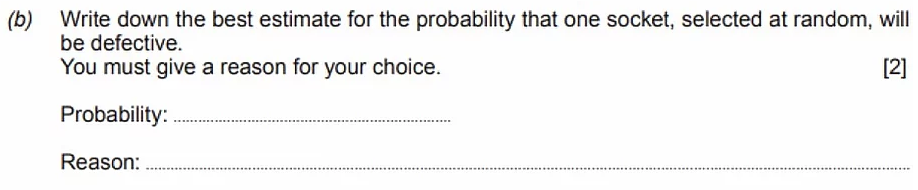 (b) Write down the best estimate for the probability that one socket, selected at random, will
be defective.
You must give a reason for your choice. [2]
Probability: ................................................................
Reason: ................................................................................................................................